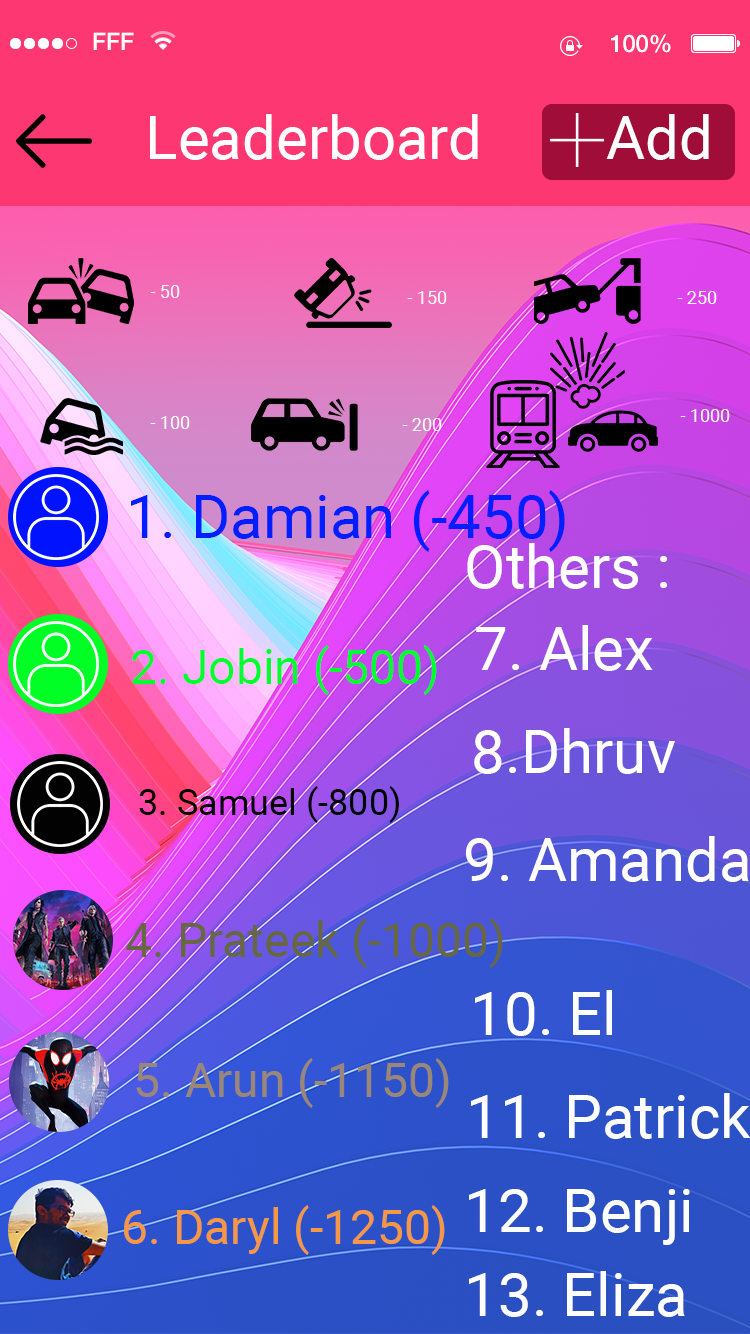 FFF 100%
Leaderboard +Add
- 50 - 150 - 250
- 100 - 200 - 1000
1. Damian (-450)
Others :
2. Jobin (-500)
7. Alex
8.Dhruv
3. Samuel (-800)
9. Amanda
4. Prateek (-1000)
10. El
5. Arun (-1150)
11. Patrick
6. Daryl (-1250)
12. Benji
13. Eliza